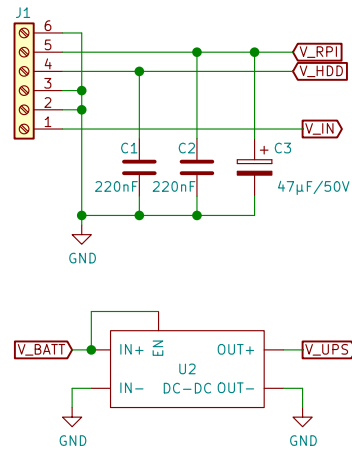 J1
6
5
4
3
2
1
V_RPI
V_HDD
V_IN
C1
220nF
C2
220nF
+
C3
47µF/50V
GND
V_BATT
EN
IN+
IN-
U2
DC-DC
OUT+
OUT-
V_UPS
GND
GND